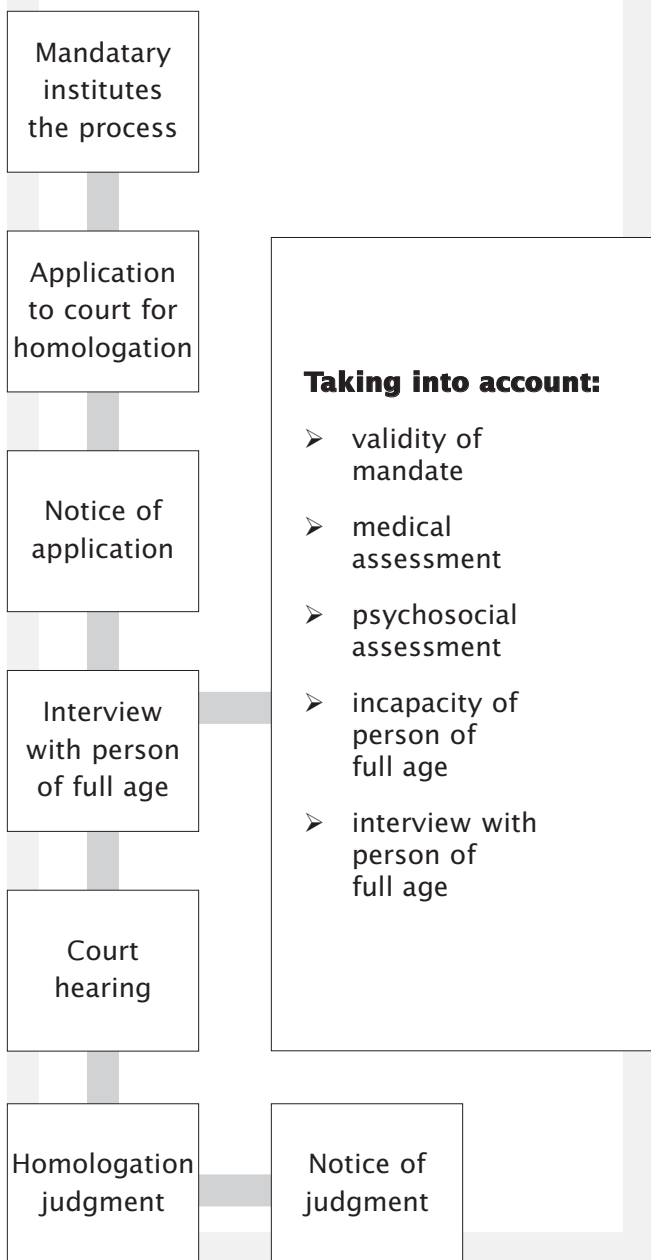 Mandatary
institutes
the process
Application
to court for
homologation
Notice of
application
Interview
with person
of full age
Taking into account:
➢ validity of
mandate
➢ medical
assessment
➢ psychosocial
assessment
➢ incapacity of
person of
full age
➢ interview with
person of
full age
Court
hearing
Homologation
judgment
Notice of
judgment